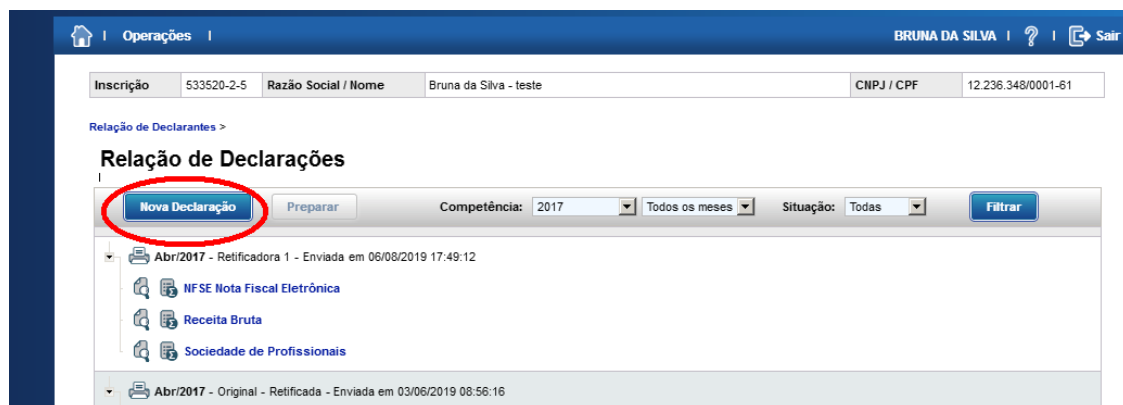 Operações
BRUNA DA SILVA ? Sair
Inscrição 533520-2-5 Razão Social / Nome Bruna da Silva - teste CNPJ / CPF 12.236.348/0001-61
Relação de Declarantes >
Relação de Declarações
Nova Declaração Preparar Competência: 2017 Todos os meses Situação: Todas Filtrar
Abr/2017 - Retificadora 1 - Enviada em 06/08/2019 17:49:12
NFSE Nota Fiscal Eletrônica
Receita Bruta
Sociedade de Profissionais
Abr/2017 - Original - Retificada - Enviada em 03/06/2019 08:56:16